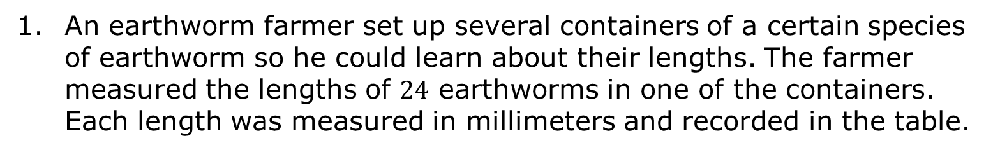 1. An earthworm farmer set up several containers of a certain species
of earthworm so he could learn about their lengths. The farmer
measured the lengths of 24 earthworms in one of the containers.
Each length was measured in millimeters and recorded in the table.